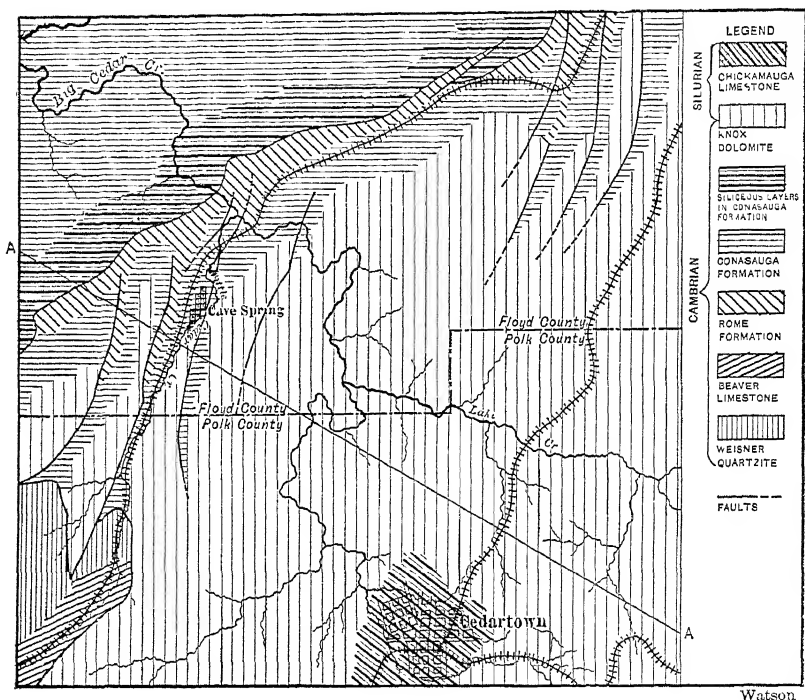 Big Cedar Cr.
A
Cave Spring
Floyd County
Polk County
Floyd County
Polk County
Cr.
Cedartown
A
LEGEND
SILURIAN
CAMBRIAN
CHICKAMAUGA
LIMESTONE
KNOX
DOLOMITE
SILICEOUS LAYERS
IN CONASAUGA
FORMATION
CONASAUGA
FORMATION
ROME
FORMATION
BEAVER
LIMESTONE
WEISNER
QUARTZITE
FAULTS
Watson